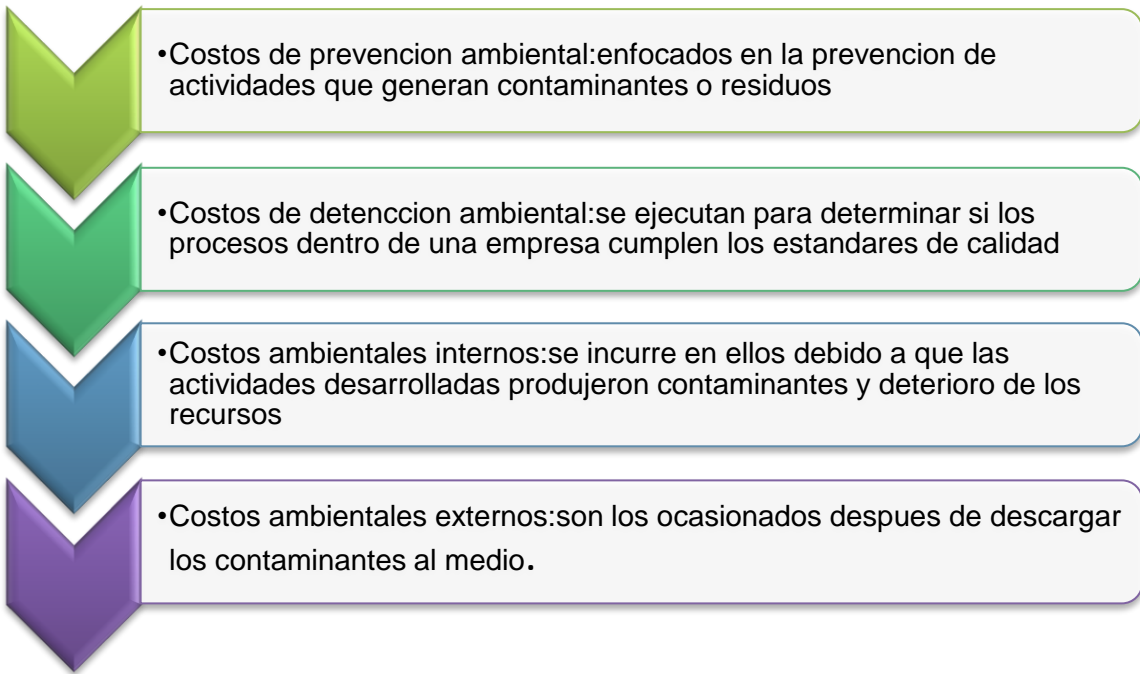 •Costos de prevencion ambiental:enfocados en la prevencion de
actividades que generan contaminantes o residuos
•Costos de detenccion ambiental:se ejecutan para determinar si los
procesos dentro de una empresa cumplen los estandares de calidad
•Costos ambientales internos:se incurre en ellos debido a que las
actividades desarrolladas produjeron contaminantes y deterioro de los
recursos
•Costos ambientales externos:son los ocasionados despues de descargar
los contaminantes al medio.